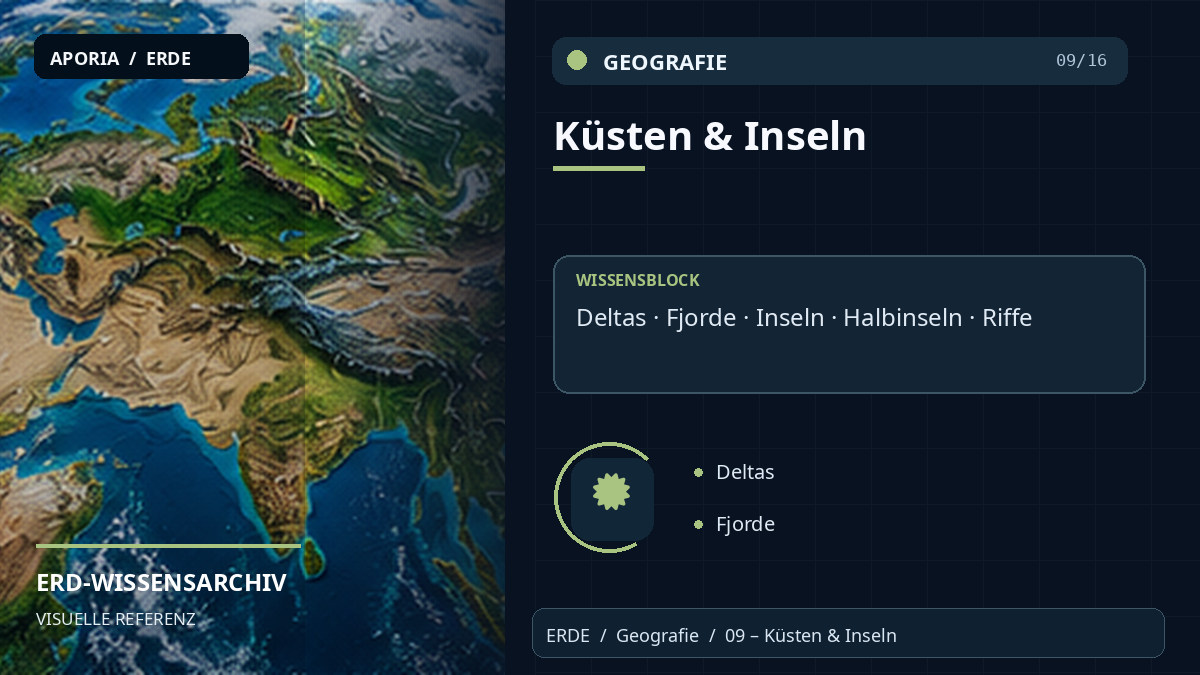 APORIA / ERDE
ERD-WISSENSARCHIV
VISUELLE REFERENZ
GEOGRAFIE
09/16
Küsten & Inseln
WISSENSBLOCK
Deltas · Fjorde · Inseln · Halbinseln · Riffe
Deltas
Fjorde
ERDE / Geografie / 09 – Küsten & Inseln